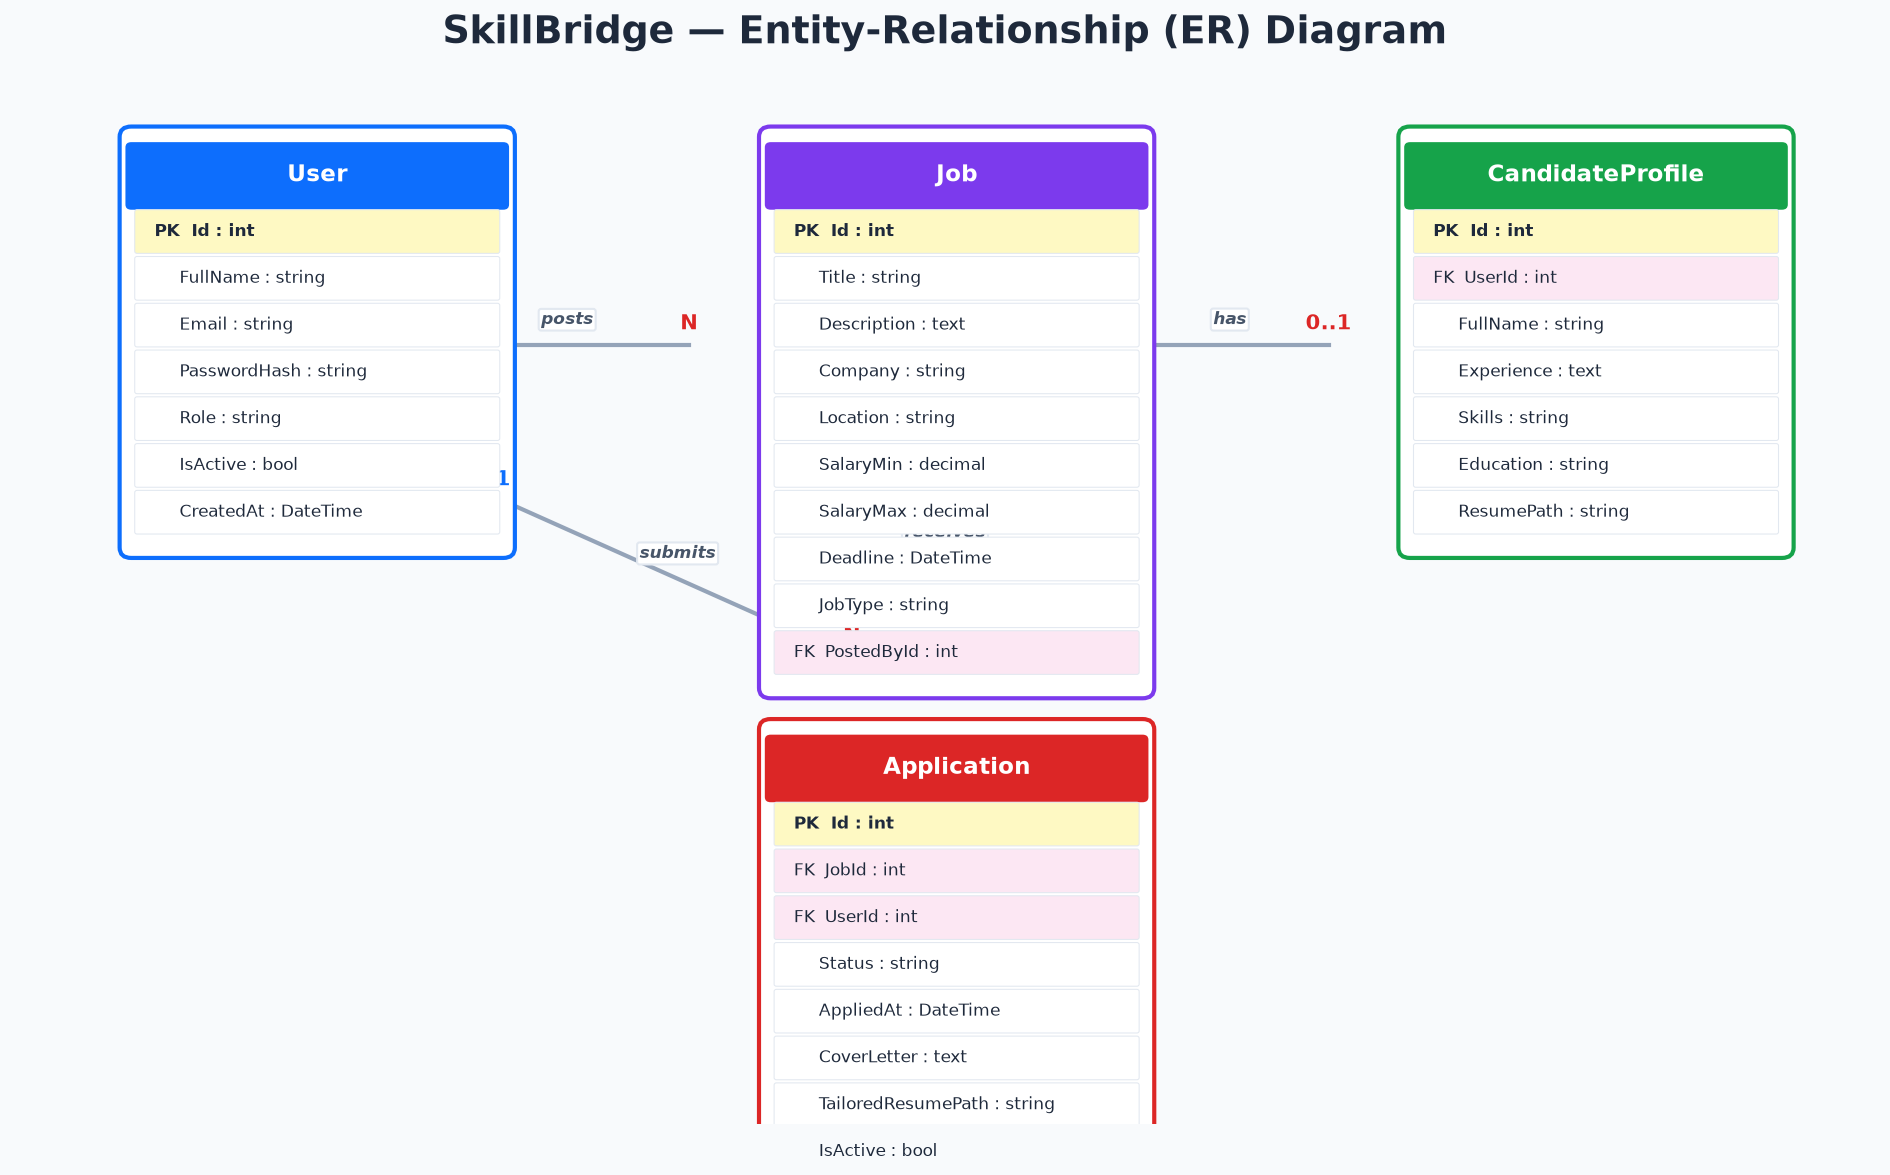 SkillBridge — Entity-Relationship (ER) Diagram
User
PK Id : int
FullName : string
Email : string
PasswordHash : string
Role : string
IsActive : bool
CreatedAt : DateTime
1
posts
N
submits
Job
PK Id : int
Title : string
Description : text
Company : string
Location : string
SalaryMin : decimal
SalaryMax : decimal
receives
Deadline : DateTime
JobType : string
FK PostedById : int
has
0..1
CandidateProfile
PK Id : int
FK UserId : int
FullName : string
Experience : text
Skills : string
Education : string
ResumePath : string
Application
PK Id : int
FK JobId : int
FK UserId : int
Status : string
AppliedAt : DateTime
CoverLetter : text
TailoredResumePath : string
IsActive : bool